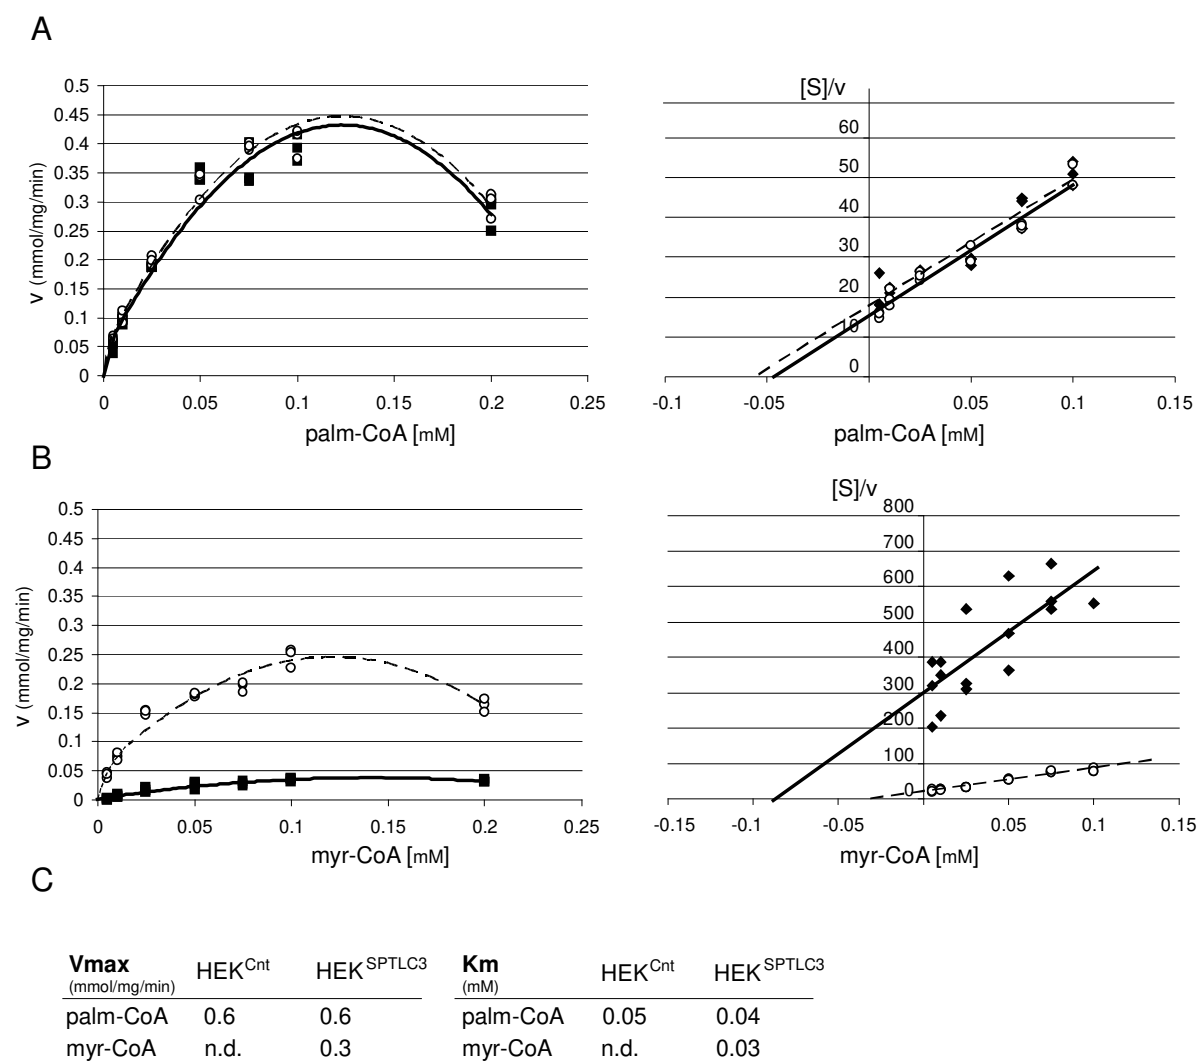 A
0.5
0.45
0.4
0.35
0.3
0.25
0.2
0.15
0.1
0.05
0
v (mmol/mg/min)
0 0.05 0.1 0.15 0.2 0.25
palm-CoA [mM]
[S]/v
60
50
40
30
20
10
0
-0.1 -0.05 0.05 0.1 0.15
palm-CoA [mM]
B
0.5
0.45
0.4
0.35
0.3
0.25
0.2
0.15
0.1
0.05
0
v (mmol/mg/min)
0 0.05 0.1 0.15 0.2 0.25
myr-CoA [mM]
[S]/v
800
700
600
500
400
300
200
100
0
-0.15 -0.1 -0.05 0.05 0.1 0.15
myr-CoA [mM]
C
Vmax HEK^Cnt HEK^SPTLC3
(mmol/mg/min)
palm-CoA 0.6 0.6
myr-CoA n.d. 0.3
Km HEK^Cnt HEK^SPTLC3
(mM)
palm-CoA 0.05 0.04
myr-CoA n.d. 0.03